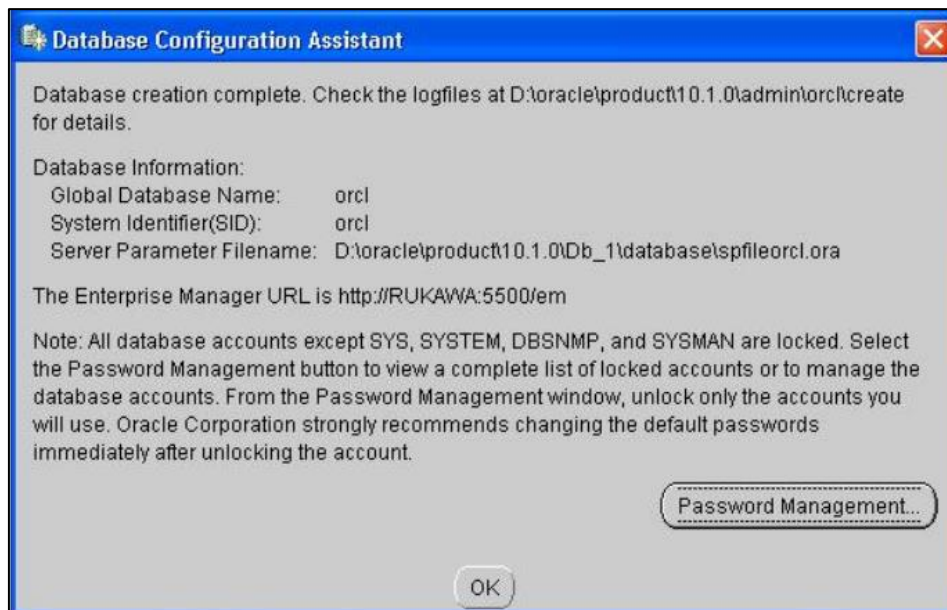 Database Configuration Assistant
Database creation complete. Check the logfiles at D:\oracle\product\10.1.0\admin\orcl\create
for details.
Database Information:
Global Database Name: orcl
System Identifier(SID): orcl
Server Parameter Filename: D:\oracle\product\10.1.0\Db_1\database\spfileorcl.ora
The Enterprise Manager URL is http://RUKAWA:5500/em
Note: All database accounts except SYS, SYSTEM, DBSNMP, and SYSMAN are locked. Select
the Password Management button to view a complete list of locked accounts or to manage the
database accounts. From the Password Management window, unlock only the accounts you
will use. Oracle Corporation strongly recommends changing the default passwords
immediately after unlocking the account.
Password Management...
OK